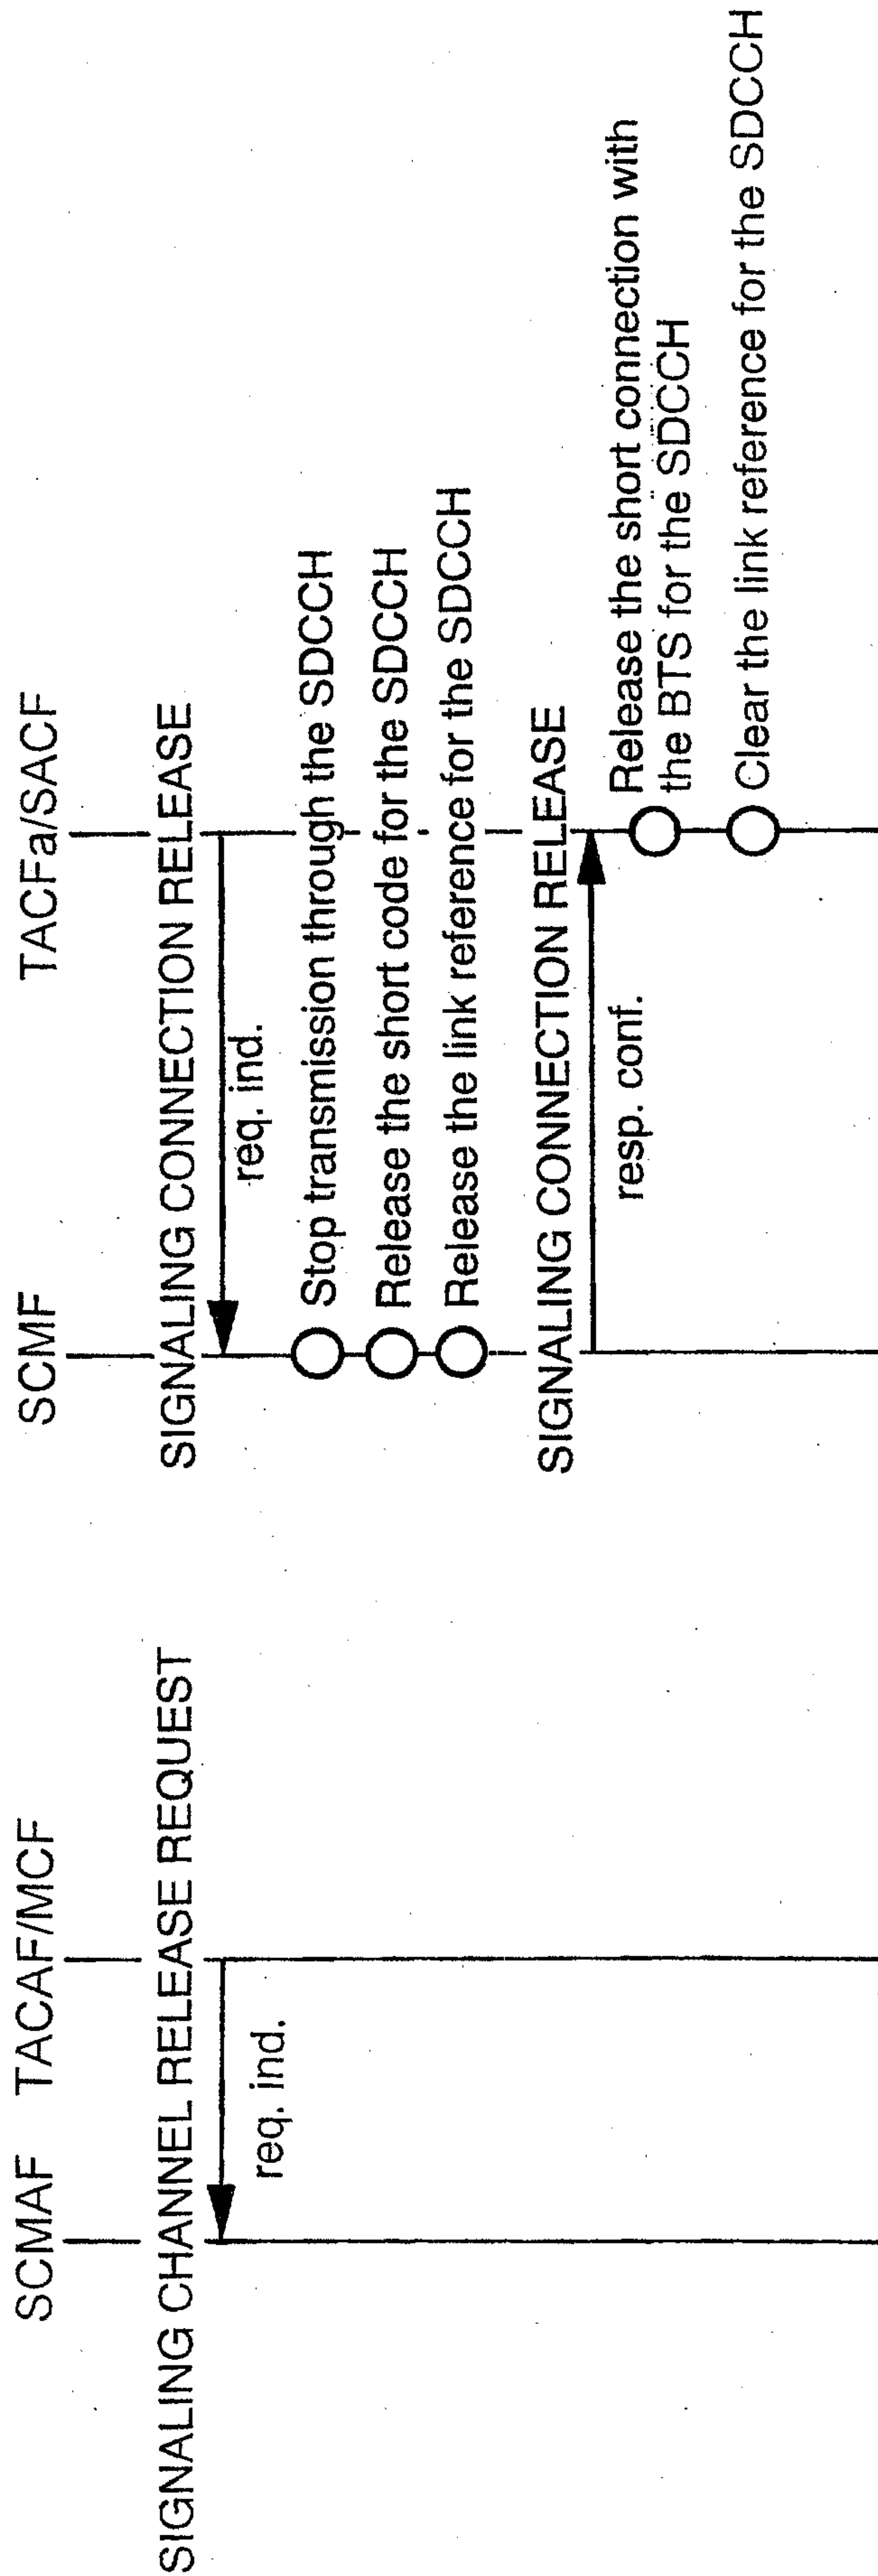 SCMAF TACAF/MCF SCMF TACFa/SACF
SIGNALING CHANNEL RELEASE REQUEST
req. ind.
SIGNALING CONNECTION RELEASE
req. ind.
Stop transmission through the SDCCH
Release the short code for the SDCCH
Release the link reference for the SDCCH
SIGNALING CONNECTION RELEASE
resp. conf.
Release the short connection with
the BTS for the SDCCH
Clear the link reference for the SDCCH